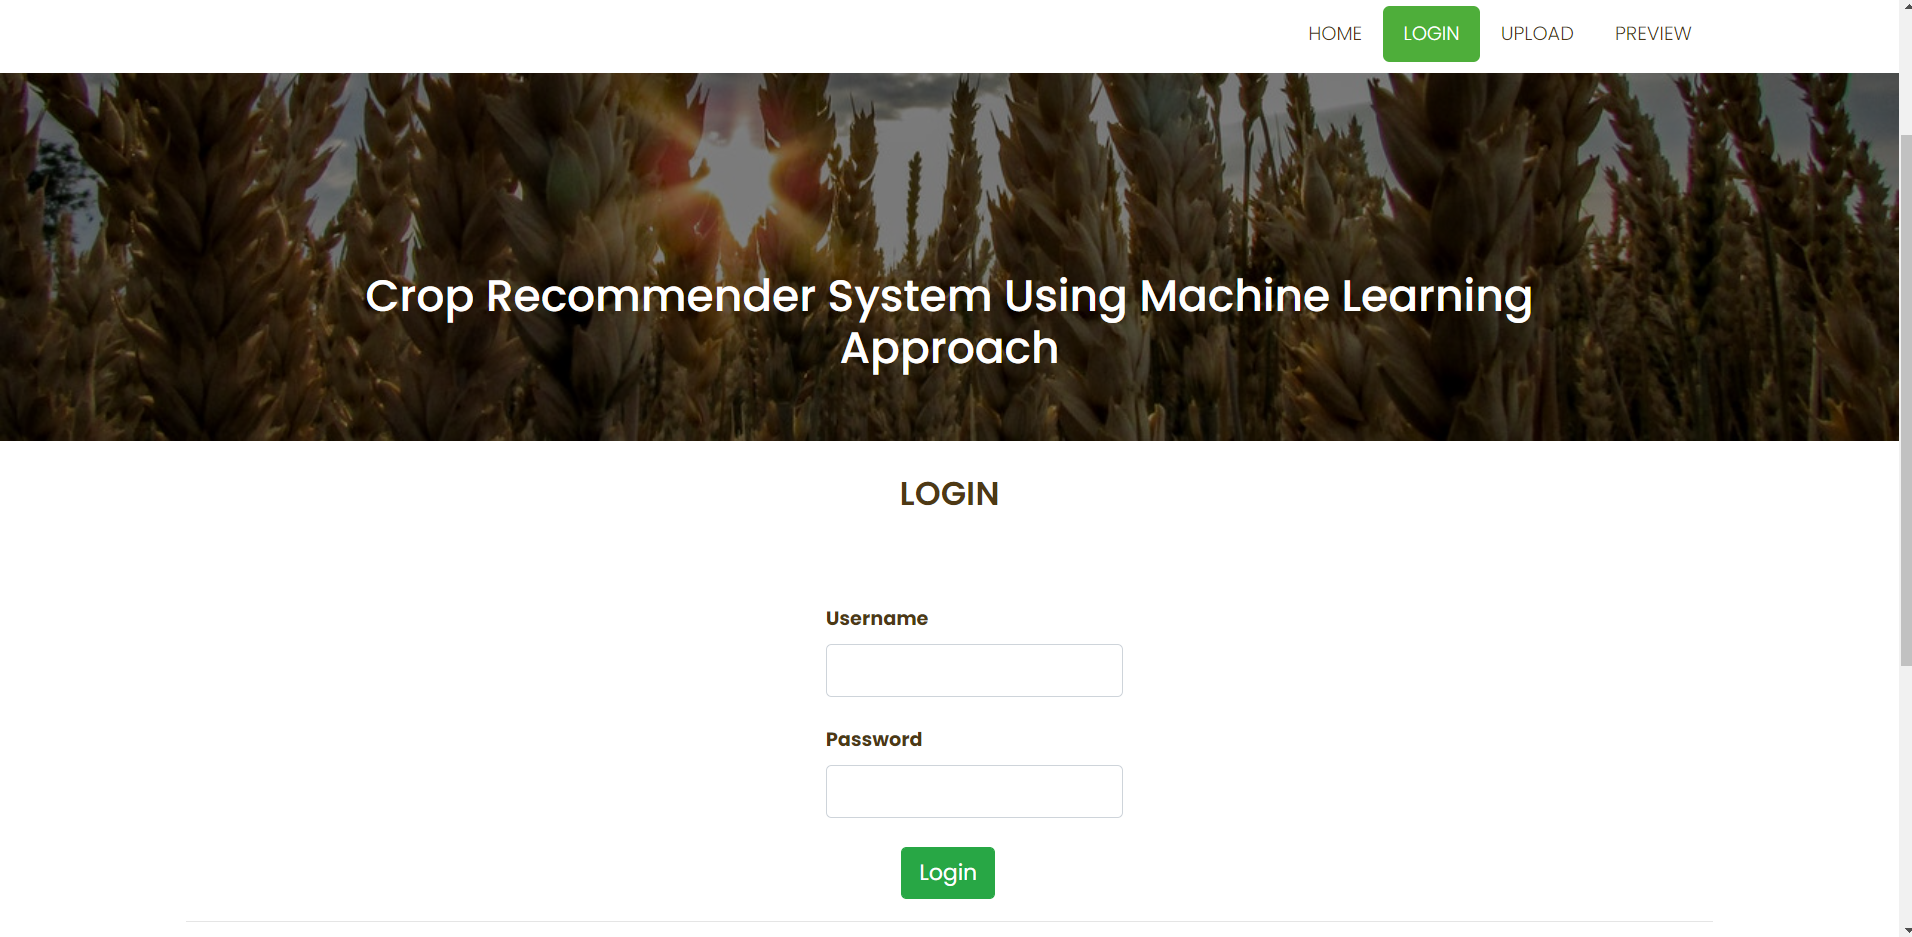 HOME LOGIN UPLOAD PREVIEW
Crop Recommender System Using Machine Learning
Approach
LOGIN
Username
Password
Login